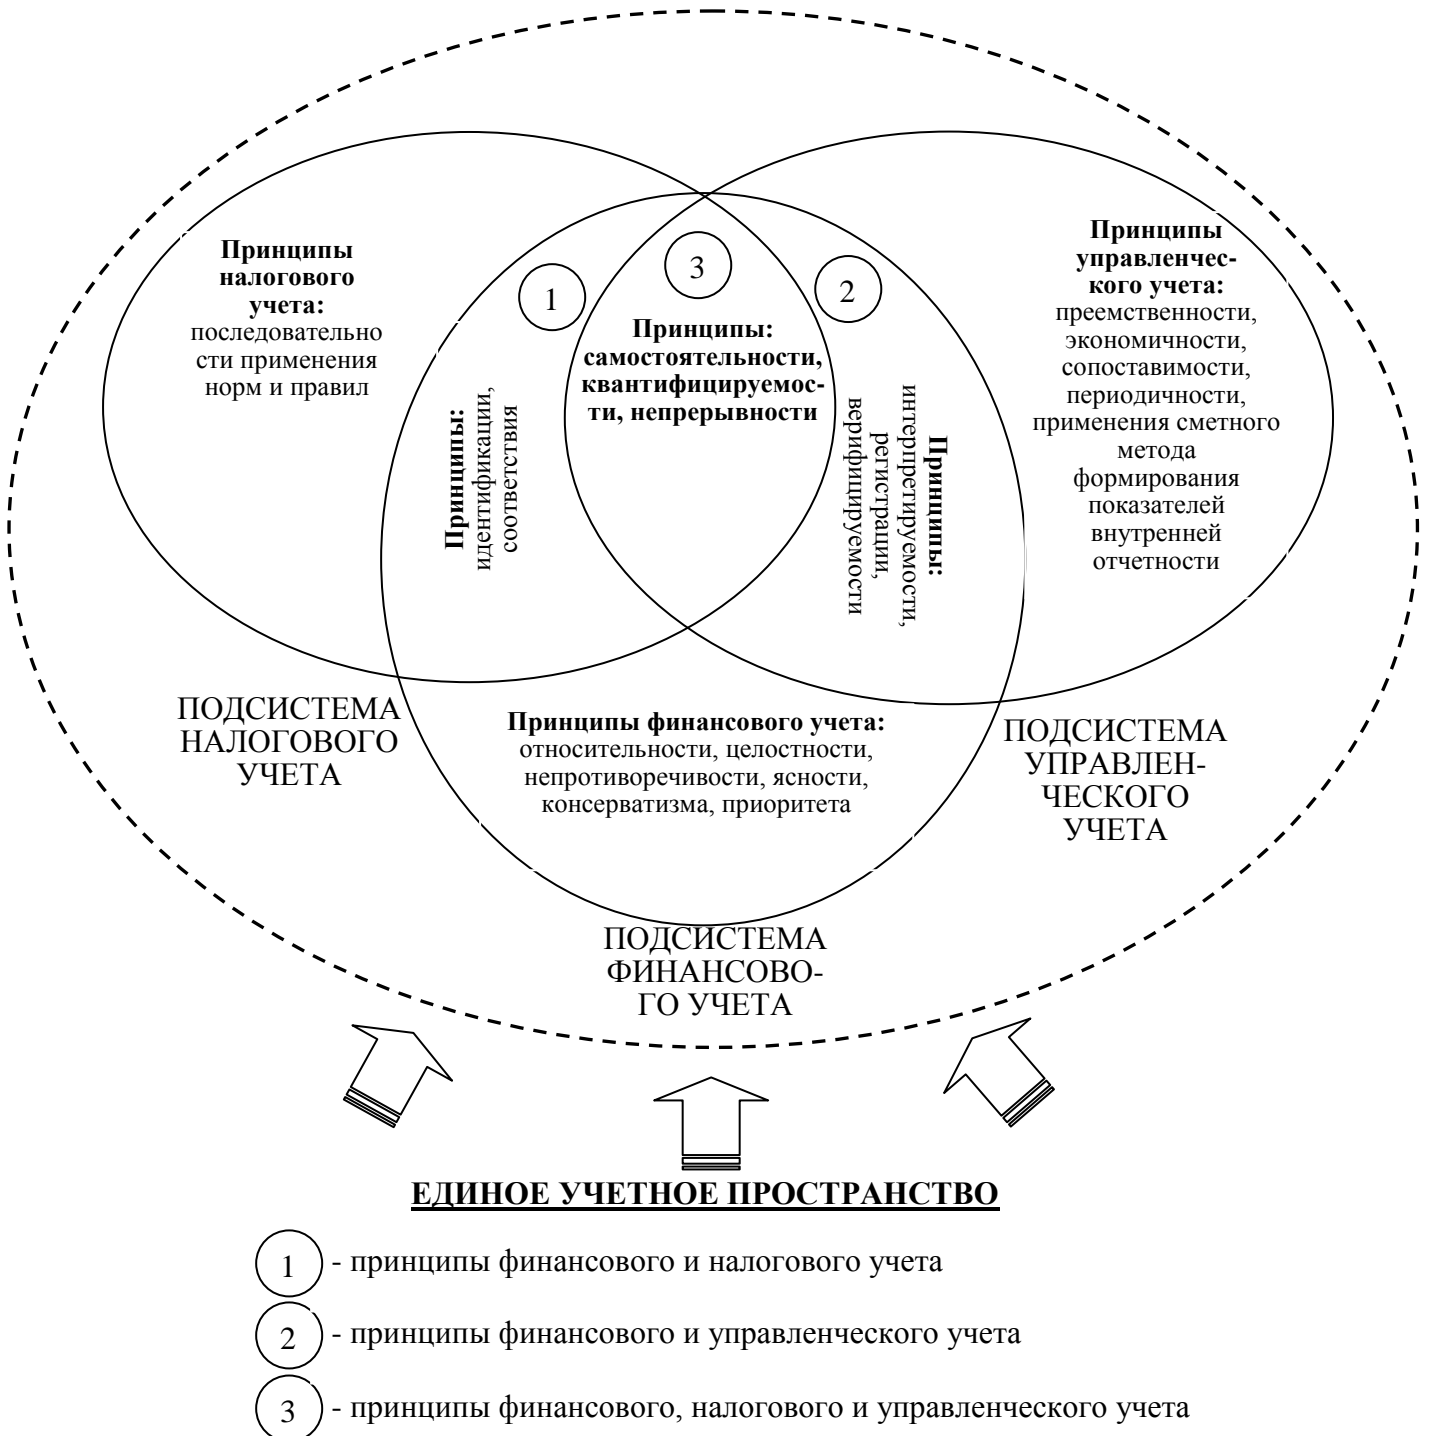 Принципы
налогового
учета:
последовательно
сти применения
норм и правил
1
Принципы:
идентификации,
соответствия
3
Принципы:
самостоятельности,
квантифицируемос-
ти, непрерывности
2
Принципы:
интерпретируемости,
регистрации,
верифицируемости
Принципы
управленчес-
кого учета:
преемственности,
экономичности,
сопоставимости,
периодичности,
применения сметного
метода
формирования
показателей
внутренней
отчетности
ПОДСИСТЕМА
НАЛОГОВОГО
УЧЕТА
Принципы финансового учета:
относительности, целостности,
непротиворечивости, ясности,
консерватизма, приоритета
ПОДСИСТЕМА
УПРАВЛЕН-
ЧЕСКОГО
УЧЕТА
ПОДСИСТЕМА
ФИНАНСОВО-
ГО УЧЕТА
ЕДИНОЕ УЧЕТНОЕ ПРОСТРАНСТВО
1 - принципы финансового и налогового учета
2 - принципы финансового и управленческого учета
3 - принципы финансового, налогового и управленческого учета